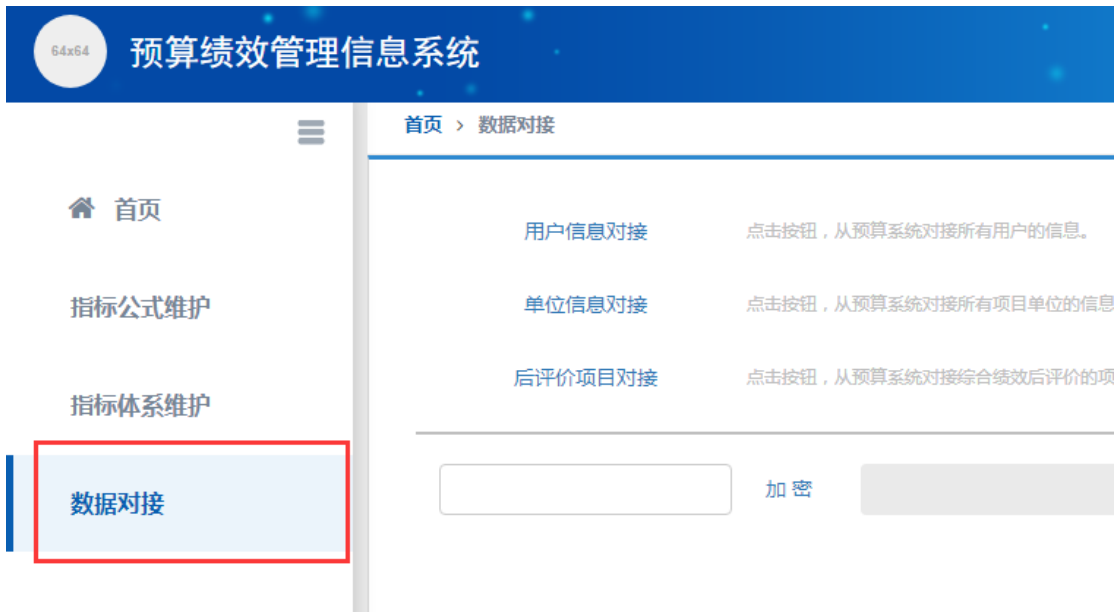 64x64
预算绩效管理信息系统
首页 > 数据对接
首页
指标公式维护
指标体系维护
数据对接
用户信息对接 点击按钮，从预算系统对接所有用户的信息。
单位信息对接 点击按钮，从预算系统对接所有项目单位的信息
后评价项目对接 点击按钮，从预算系统对接综合绩效后评价的项
加 密